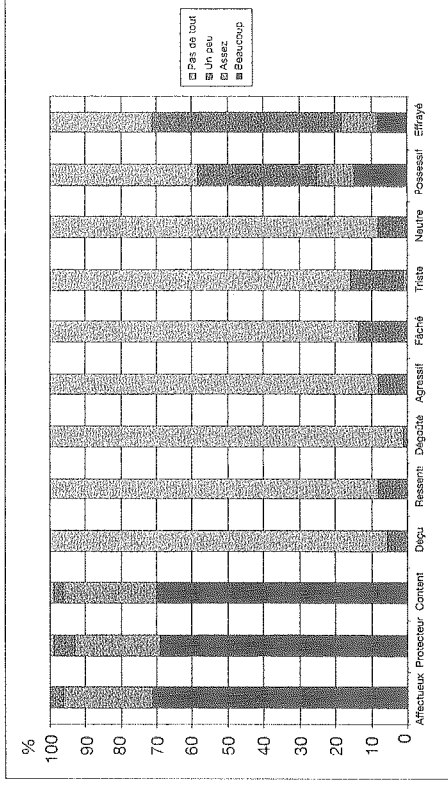 %
100
90
80
70
60
50
40
30
20
10
0
Affectueux Protecteur Content Déçu Ressenti Dégoûté Agressif Fâché Triste Neutre Possessif Effrayé
Pas de tout
Un peu
Assez
Beaucoup